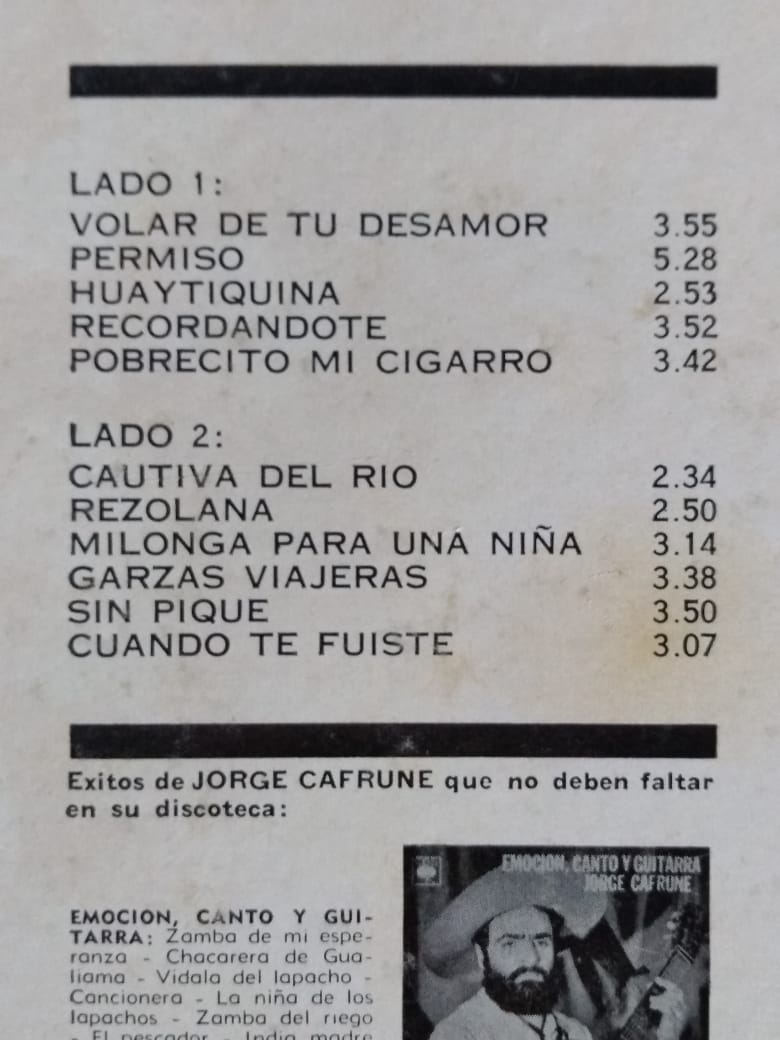 LADO 1:
VOLAR DE TU DESAMOR 3.55
PERMISO 5.28
HUAYTIQUINA 2.53
RECORDANDOTE 3.52
POBRECITO MI CIGARRO 3.42
LADO 2:
CAUTIVA DEL RIO 2.34
REZOLANA 2.50
MILONGA PARA UNA NIÑA 3.14
GARZAS VIAJERAS 3.38
SIN PIQUE 3.50
CUANDO TE FUISTE 3.07
Exitos de JORGE CAFRUNE que no deben faltar
en su discoteca:
EMOCION, CANTO Y GUI-
TARRA: Zamba de mi espe-
ranza - Chacarera de Gua-
liama - Vidala del lapacho -
Cancionera - La niña de los
lapachos - Zamba del riego
- El pescador - India madre
EMOCION, CANTO Y GUITARRA
JORGE CAFRUNE